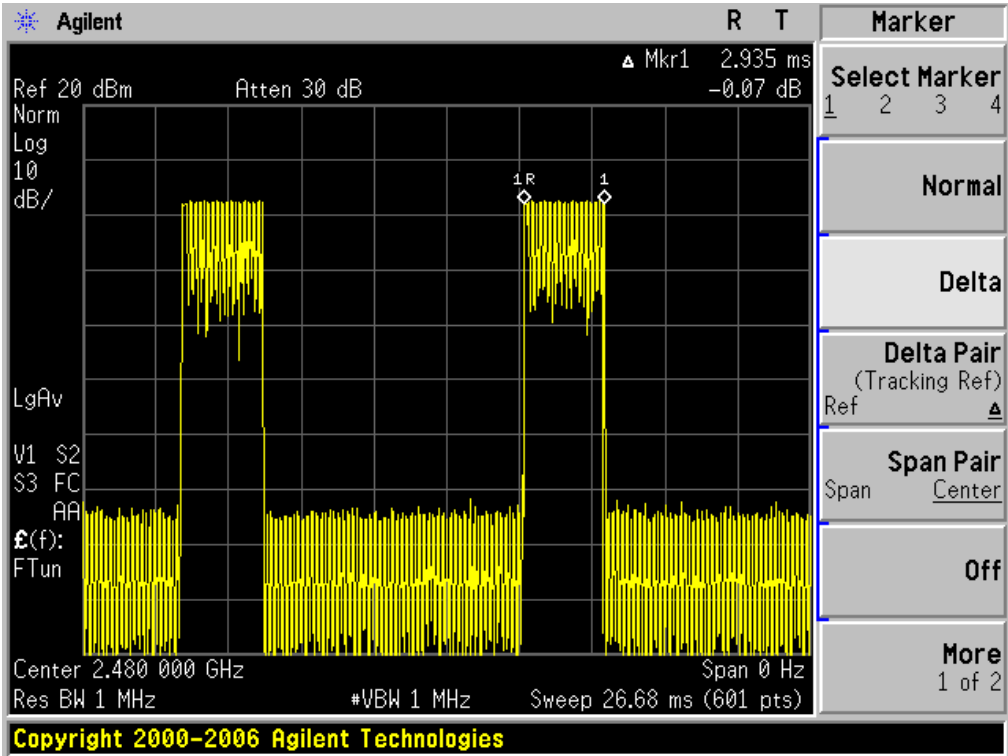 Agilent R T
Marker
Δ Mkr1 2.935 ms
Ref 20 dBm Atten 30 dB -0.07 dB
Norm
Log
10
dB/
1R 1
LgAv
V1 S2
S3 FC
AA
£(f):
FTun
Center 2.480 000 GHz Span 0 Hz
Res BW 1 MHz #VBW 1 MHz Sweep 26.68 ms (601 pts)
Copyright 2000-2006 Agilent Technologies
Select Marker
1 2 3 4
Normal
Delta
Delta Pair
(Tracking Ref)
Ref Δ
Span Pair
Span Center
Off
More
1 of 2